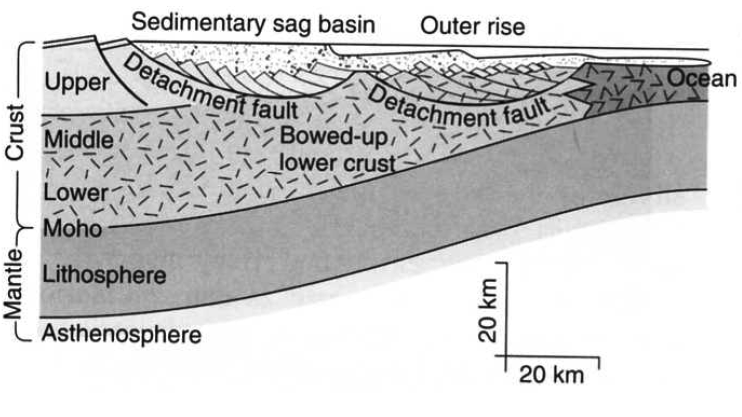 Sedimentary sag basin
Outer rise
Crust
Upper
Detachment fault
Detachment fault
Ocean
Middle
Bowed-up
lower crust
Lower
Moho
Mantle
Lithosphere
Asthenosphere
20 km
20 km